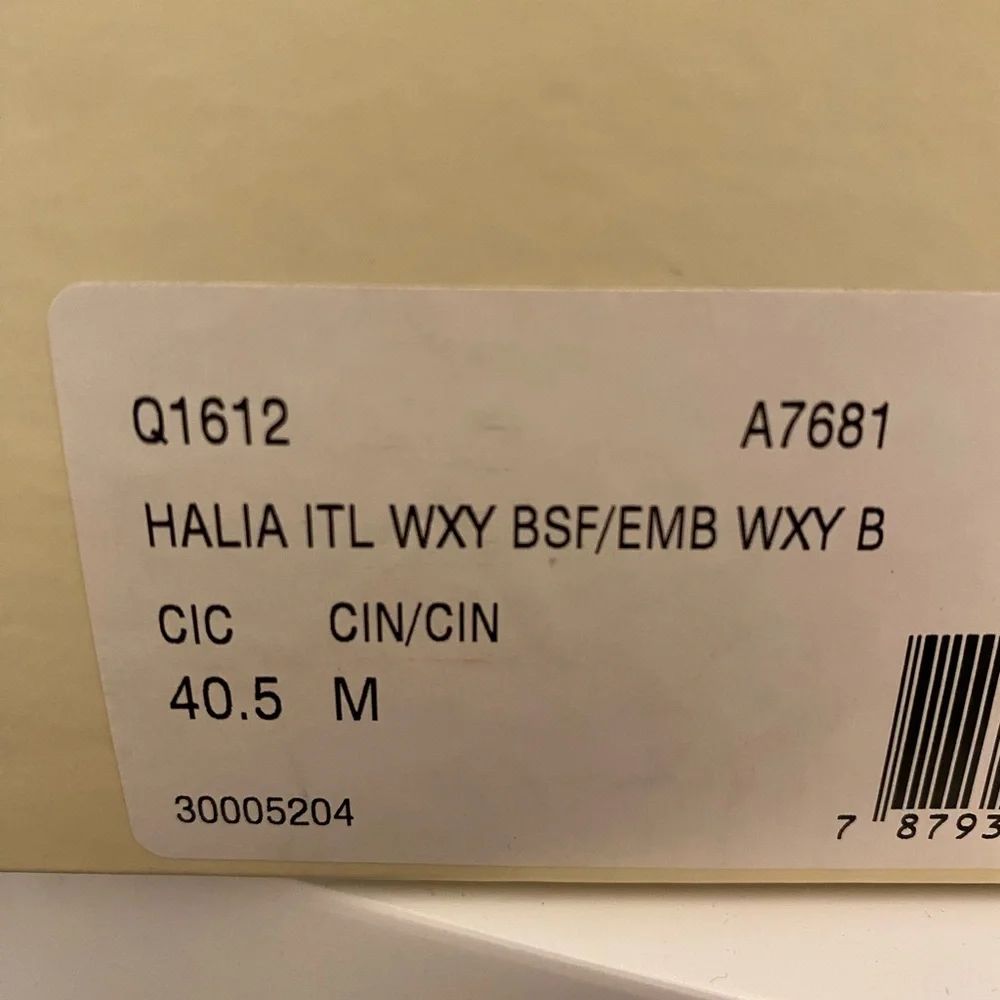 Q1612 A7681
HALIA ITL WXY BSF/EMB WXY B
CIC CIN/CIN
40.5 M
30005204
7 8793